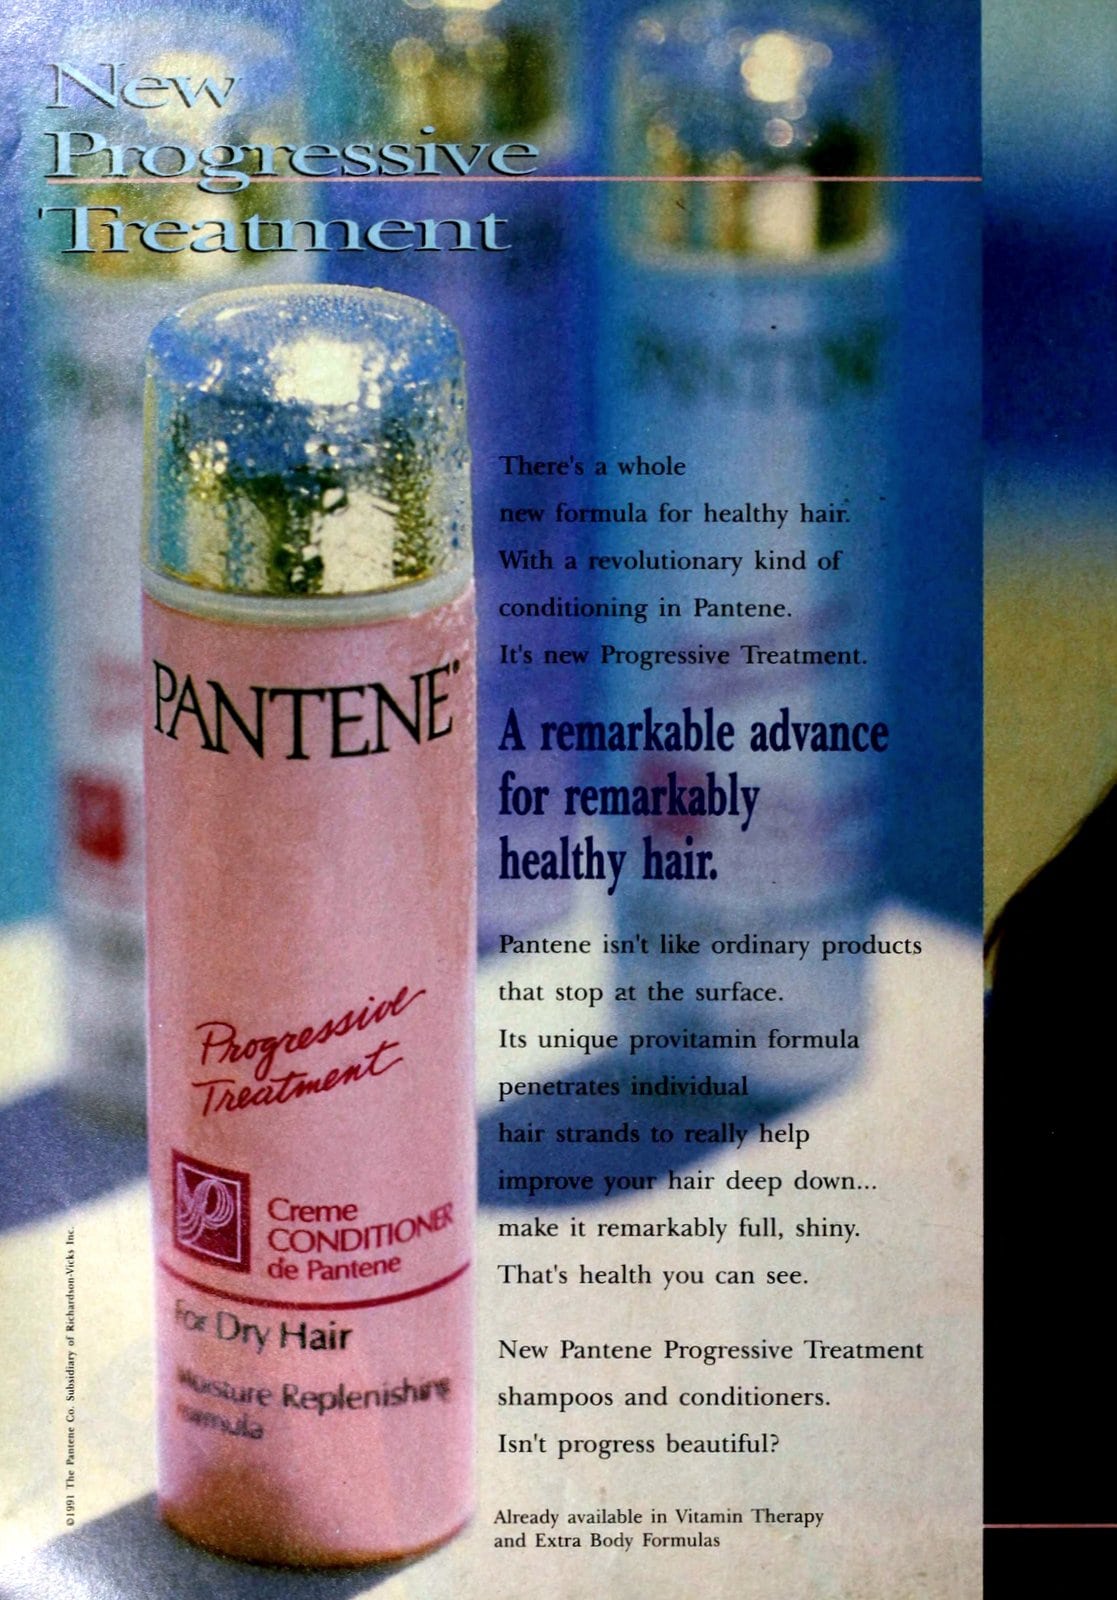 New
Progressive
Treatment
There's a whole
new formula for healthy hair.
With a revolutionary kind of
conditioning in Pantene.
It's new Progressive Treatment.
A remarkable advance
for remarkably
healthy hair.
Pantene isn't like ordinary products
that stop at the surface.
Its unique provitamin formula
penetrates individual
hair strands to really help
improve your hair deep down...
make it remarkably full, shiny.
That's health you can see.
New Pantene Progressive Treatment
shampoos and conditioners.
Isn't progress beautiful?
Already available in Vitamin Therapy
and Extra Body Formulas
PANTENE®
Progressive
Treatment
Creme
CONDITIONER
de Pantene
For Dry Hair
Moisture Replenishing
Formula
©1991 The Pantene Co. Subsidiary of Richardson-Vicks Inc.